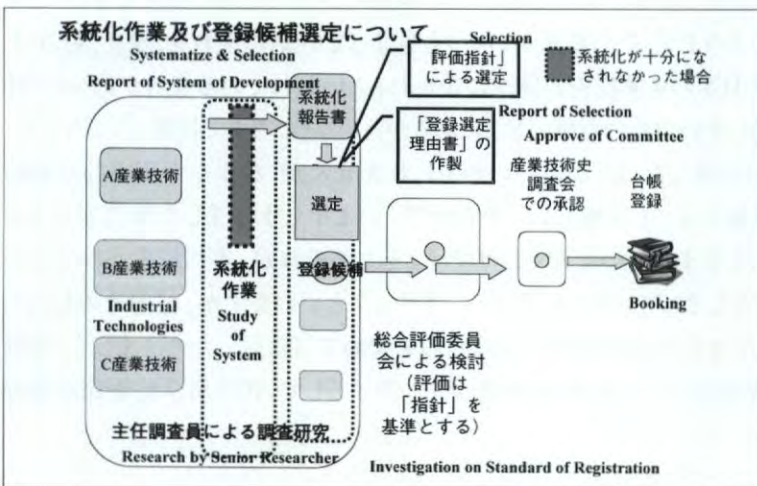 系統化作業及び登録候補選定について
Systematize & Selection
Selection
「評価指針」
による選定
系統化が十分にな
されなかった場合
Report of System of Development
系統化
報告書
「登録選定
理由書」の
作製
Report of Selection
Approve of Committee
A産業技術
選定
産業技術史
調査会
での承認
台帳
登録
B産業技術
系統化
作業
登録候補
Industrial
Technologies
Study
of
System
Booking
C産業技術
総合評価委員
会による検討
(評価は
「指針」を
基準とする)
主任調査員による調査研究
Research by Senior Researcher
Investigation on Standard of Registration